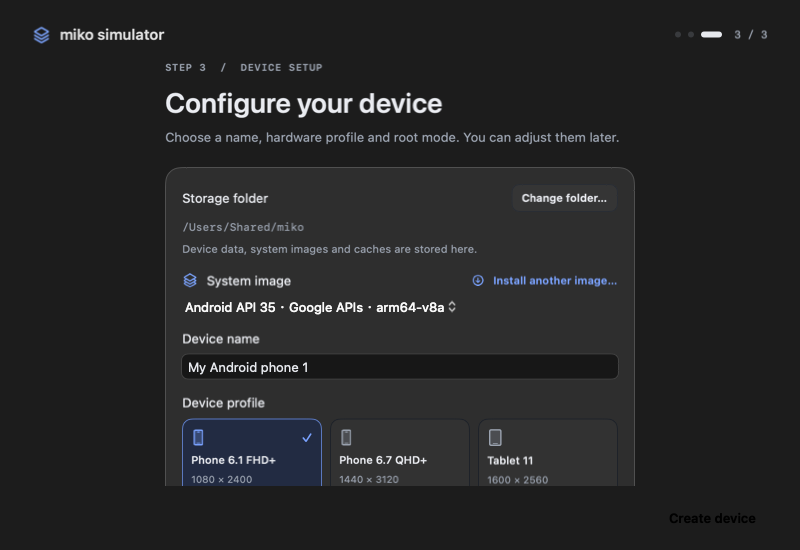 miko simulator
3 / 3
STEP 3 / DEVICE SETUP
Configure your device
Choose a name, hardware profile and root mode. You can adjust them later.
Storage folder
Change folder...
/Users/Shared/miko
Device data, system images and caches are stored here.
System image
Install another image...
Android API 35 · Google APIs · arm64-v8a
Device name
My Android phone 1
Device profile
Phone 6.1 FHD+
1080 × 2400
Phone 6.7 QHD+
1440 × 3120
Tablet 11
1600 × 2560
Create device